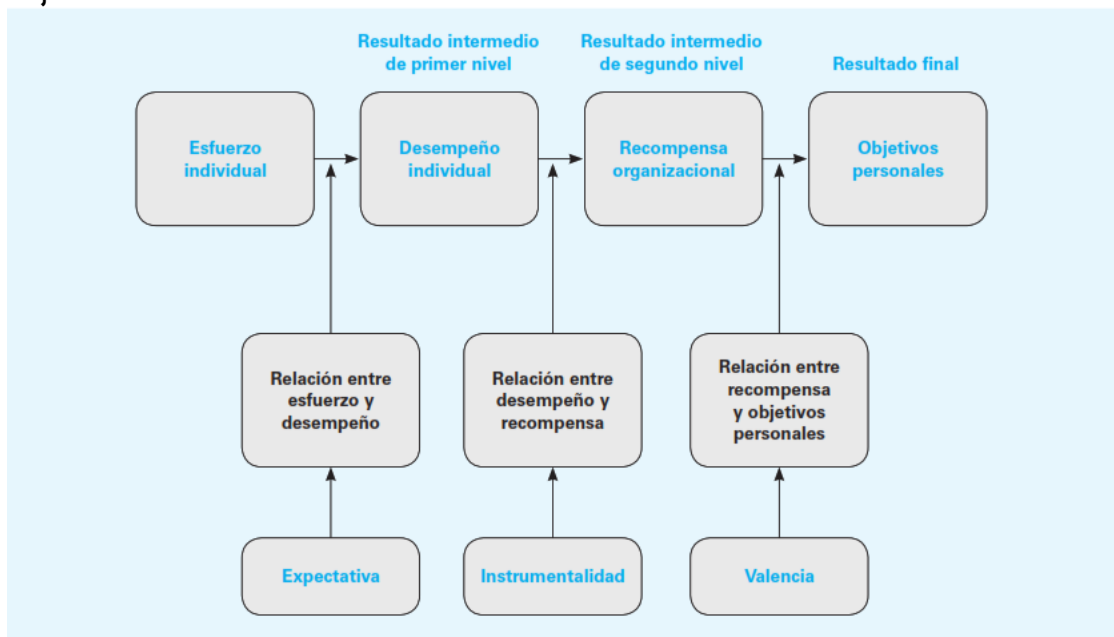 Resultado intermedio
de primer nivel
Resultado intermedio
de segundo nivel
Resultado final
Esfuerzo
individual
Desempeño
individual
Recompensa
organizacional
Objetivos
personales
Relación entre
esfuerzo y
desempeño
Relación entre
desempeño y
recompensa
Relación entre
recompensa
y objetivos
personales
Expectativa
Instrumentalidad
Valencia